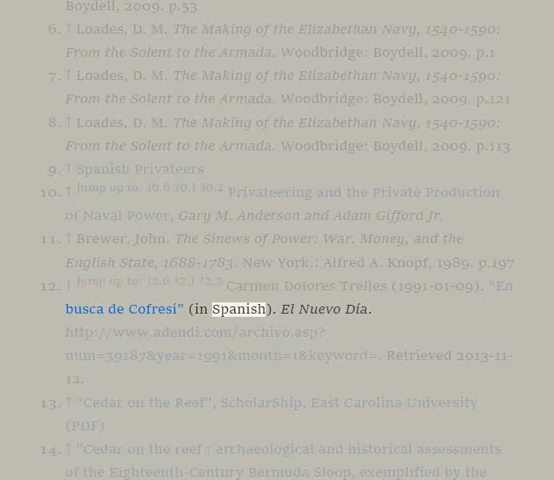 Boydell, 2009. p.53
6. ↑ Loades, D. M. The Making of the Elizabethan Navy, 1540-1590:
From the Solent to the Armada. Woodbridge: Boydell, 2009. p.1
7. ↑ Loades, D. M. The Making of the Elizabethan Navy, 1540-1590:
From the Solent to the Armada. Woodbridge: Boydell, 2009. p.121
8. ↑ Loades, D. M. The Making of the Elizabethan Navy, 1540-1590:
From the Solent to the Armada. Woodbridge: Boydell, 2009. p.113
9. ↑ Spanish Privateers
10. ↑ Jump up to: 10.0 10.1 10.2 Privateering and the Private Production
of Naval Power, Gary M. Anderson and Adam Gifford Jr.
11. ↑ Brewer, John. The Sinews of Power: War, Money, and the
English State, 1688-1783. New York.: Alfred A. Knopf, 1989. p.197
12. ↑ Jump up to: 12.0 12.1 12.2 Carmen Dolores Trelles (1991-01-09). "En
busca de Cofresí" (in Spanish). El Nuevo Día.
http://www.adendi.com/archivo.asp?
num=39187&year=1991&month=1&keyword=. Retrieved 2013-11-
12.
13. ↑ "Cedar on the Reef", ScholarShip. East Carolina University
(PDF)
14. ↑ "Cedar on the reef : archaeological and historical assessments
of the Eighteenth-Century Bermuda Sloop, exemplified by the